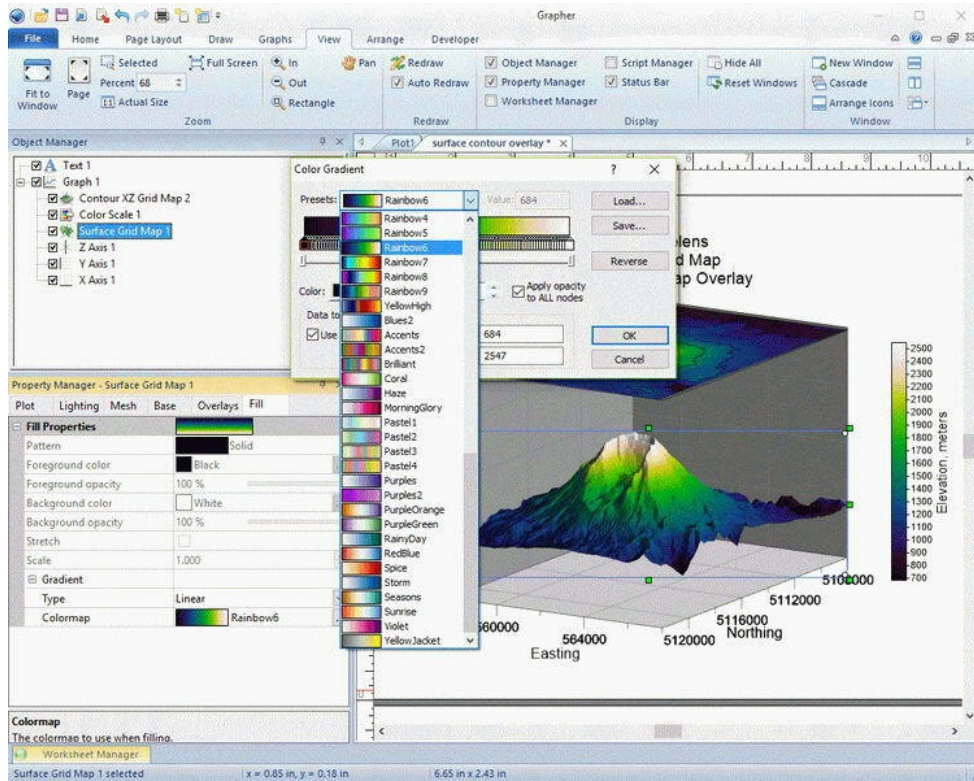 Grapher
File Home Page Layout Draw Graphs View Arrange Developer
Fit to Window
Page
Selected
Percent 68
Actual Size
Full Screen
In
Out
Rectangle
Pan
Zoom
Redraw
Auto Redraw
Redraw
Object Manager
Property Manager
Worksheet Manager
Script Manager
Status Bar
Hide All
Reset Windows
Display
New Window
Cascade
Arrange Icons
Window
Object Manager
Text 1
Graph 1
Contour XZ Grid Map 2
Color Scale 1
Surface Grid Map 1
Z Axis 1
Y Axis 1
X Axis 1
Plot1 surface contour overlay *
Color Gradient
Presets: Rainbow6 Value: 684
Load...
Save...
Reverse
Color:
Apply opacity
to ALL nodes
Data to
Use
684
2547
OK
Cancel
Rainbow4
Rainbow5
Rainbow6
Rainbow7
Rainbow8
Rainbow9
YellowHigh
Blues2
Accents
Accents2
Brilliant
Coral
Haze
MorningGlory
Pastel1
Pastel2
Pastel3
Pastel4
Purples
Purples2
PurpleOrange
PurpleGreen
RainyDay
RedBlue
Spice
Storm
Seasons
Sunrise
Violet
YellowJacket
elens
d Map
ap Overlay
2500
2400
2300
2200
2100
2000
1900
1800
1700
1600
1500
1400
1300
1200
1100
1000
900
800
700
Elevation, meters
5108000
5112000
5116000
5120000
Northing
560000
564000
Easting
Property Manager - Surface Grid Map 1
Plot Lighting Mesh Base Overlays Fill
Fill Properties
Pattern Solid
Foreground color Black
Foreground opacity 100 %
Background color White
Background opacity 100 %
Stretch
Scale 1.000
Gradient
Type Linear
Colormap Rainbow6
Colormap
The colormap to use when filling.
Worksheet Manager
Surface Grid Map 1 selected x = 0.85 in, y = 0.18 in 6.65 in x 2.43 in